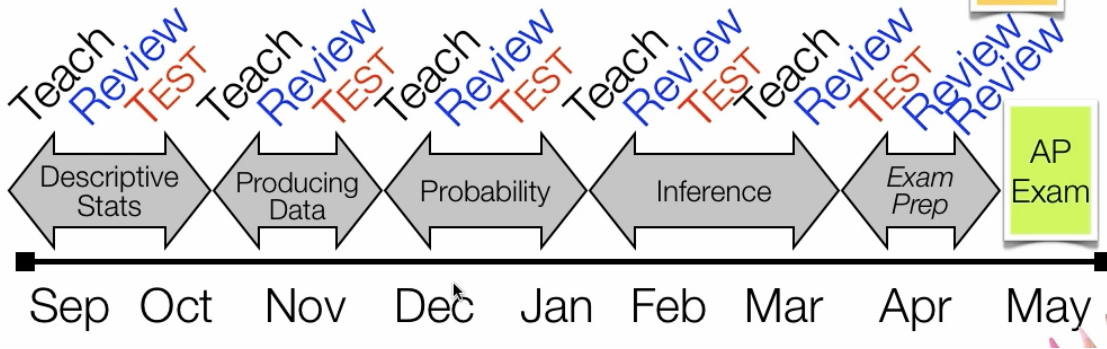 Teach
Review
TEST
Teach
Review
TEST
Teach
Review
TEST
Teach
Review
TEST
Teach
Review
TEST
Review
Review
Descriptive
Stats
Producing
Data
Probability
Inference
Exam
Prep
AP
Exam
Sep Oct Nov Dec Jan Feb Mar Apr May